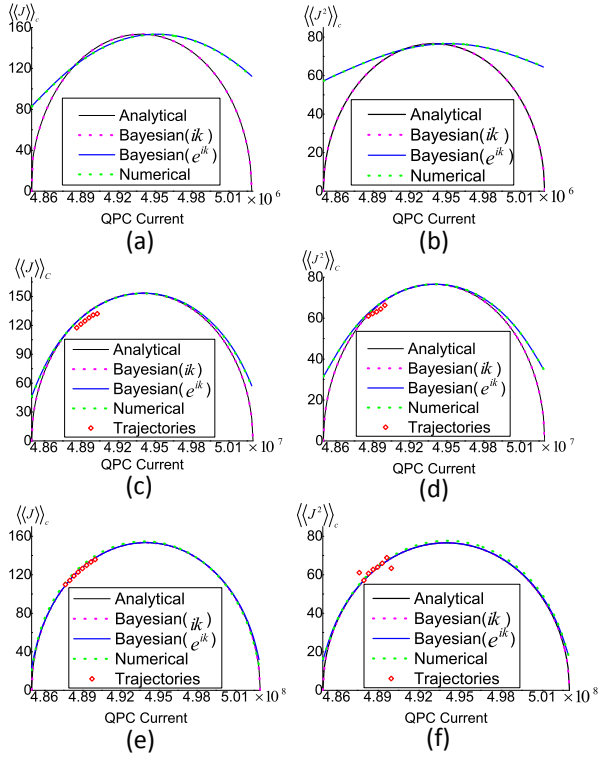 ⟨⟨J⟩⟩c
160
120
80
40
0
Analytical
Bayesian(ik)
Bayesian(e^{ik})
Numerical
4.86 4.89 4.92 4.95 4.98 5.01 ×10^6
QPC Current
(a)
⟨⟨J²⟩⟩c
80
60
40
20
0
Analytical
Bayesian(ik)
Bayesian(e^{ik})
Numerical
4.86 4.89 4.92 4.95 4.98 5.01 ×10^6
QPC Current
(b)
⟨⟨J⟩⟩C
150
120
90
60
30
0
Analytical
Bayesian(ik)
Bayesian(e^{ik})
Numerical
Trajectories
4.86 4.89 4.92 4.95 4.98 5.01 ×10^7
QPC Current
(c)
⟨⟨J²⟩⟩c
80
60
40
20
0
Analytical
Bayesian(ik)
Bayesian(e^{ik})
Numerical
Trajectories
4.86 4.89 4.92 4.95 4.98 5.01 ×10^7
QPC Current
(d)
⟨⟨J⟩⟩c
160
120
80
40
0
Analytical
Bayesian(ik)
Bayesian(e^{ik})
Numerical
Trajectories
4.86 4.89 4.92 4.95 4.98 5.01 ×10^8
QPC Current
(e)
⟨⟨J²⟩⟩c
80
60
40
20
0
Analytical
Bayesian(ik)
Bayesian(e^{ik})
Numerical
Trajectories
4.86 4.89 4.92 4.95 4.98 5.01 ×10^8
QPC Current
(f)